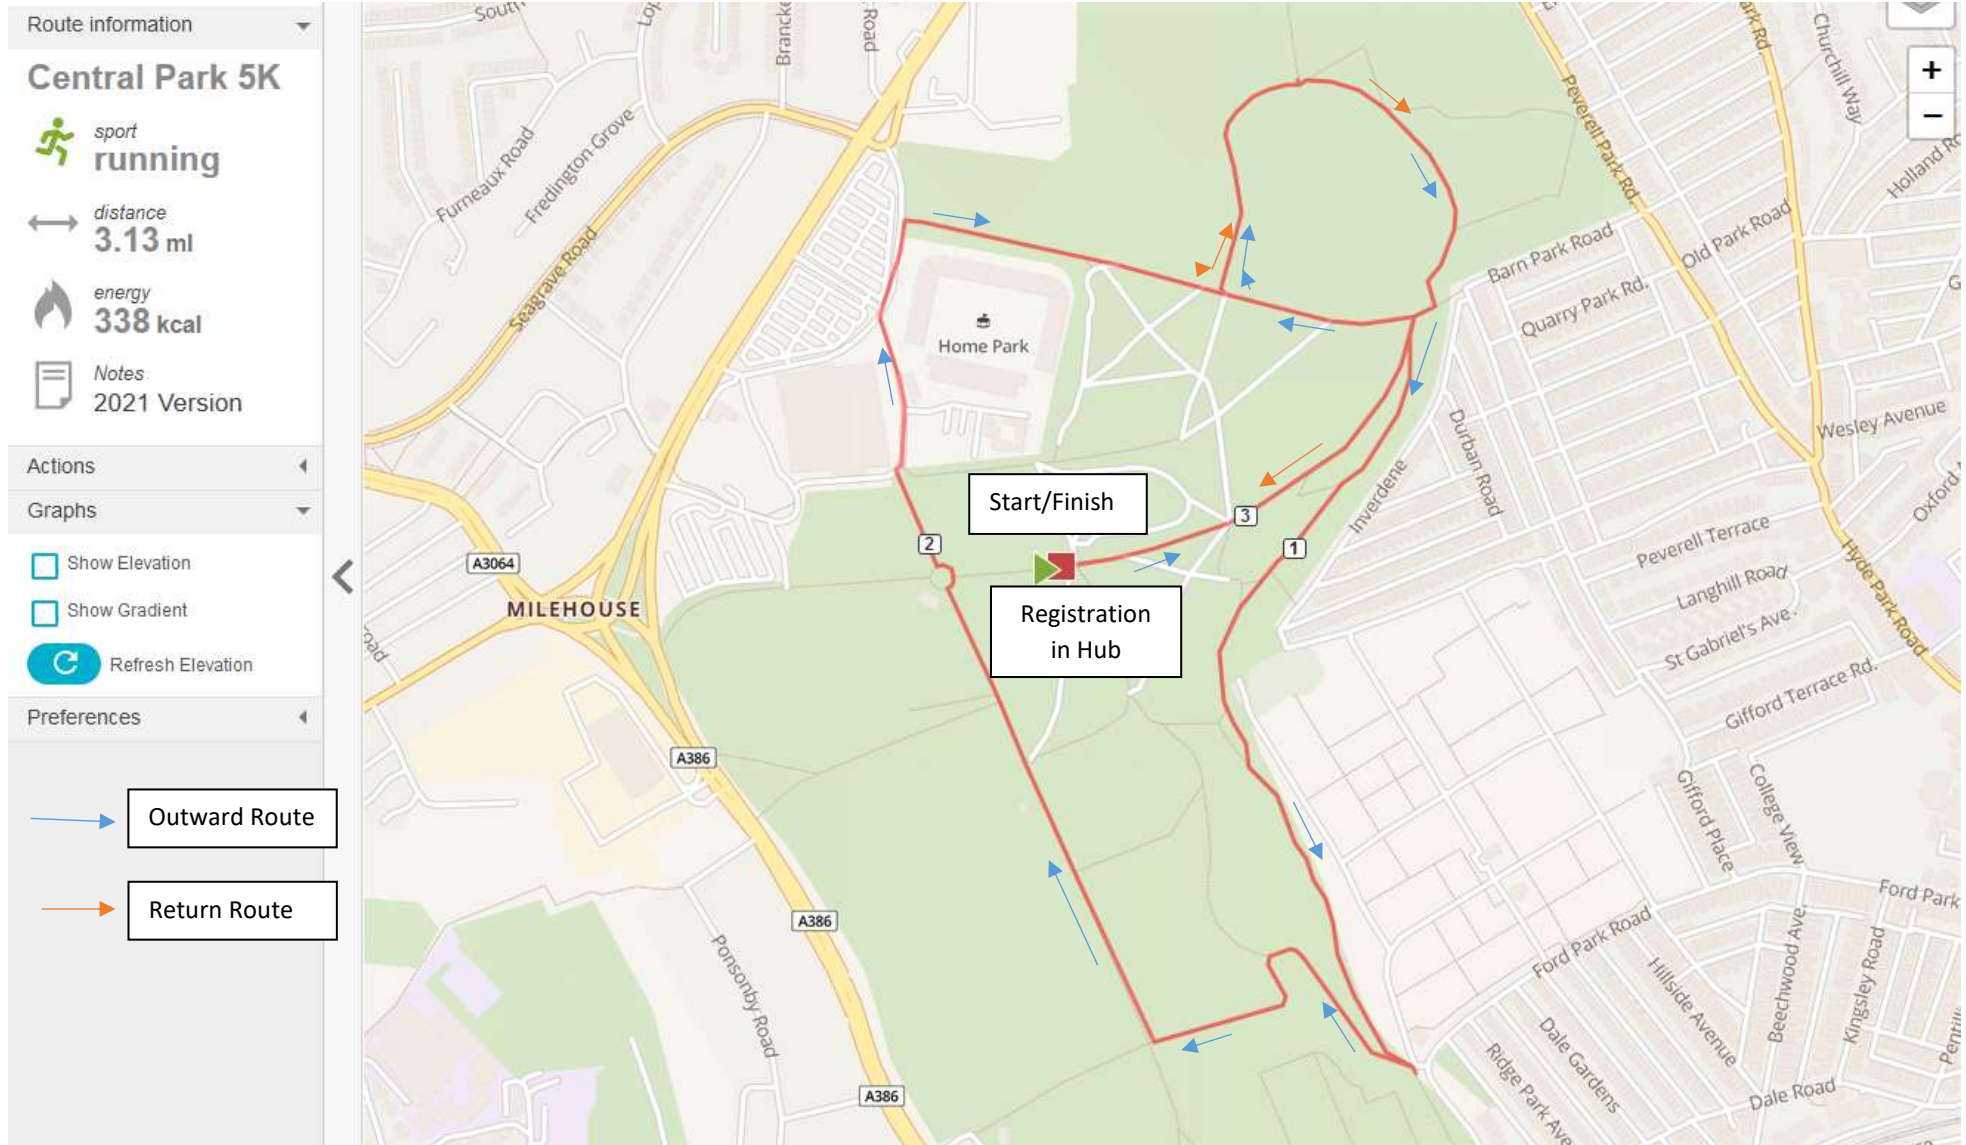 Route information
Central Park 5K
sport
running
distance
3.13 ml
energy
338 kcal
Notes
2021 Version
Actions
Graphs
Show Elevation
Show Gradient
Refresh Elevation
Preferences
Outward Route
Return Route
Start/Finish
Registration
in Hub
Home Park
MILEHOUSE
A3064
A386
A386
A386
1
2
3
+
−
Furneaux Road
Fredington Grove
Seagrave Road
Road
Ponsonby Road
Peverell Park Rd.
Park Rd.
Churchill Way
Barn Park Road
Old Park Road
Quarry Park Rd.
Wesley Avenue
Durban Road
Inverdene
Peverell Terrace
Langhill Road
St Gabriel's Ave.
Gifford Terrace Rd.
Hyde Park Road
Gifford Place
College View
Ford Park Road
Ford Park
Hillside Avenue
Beechwood Ave.
Kingsley Road
Dale Gardens
Dale Road
Ridge Park Ave